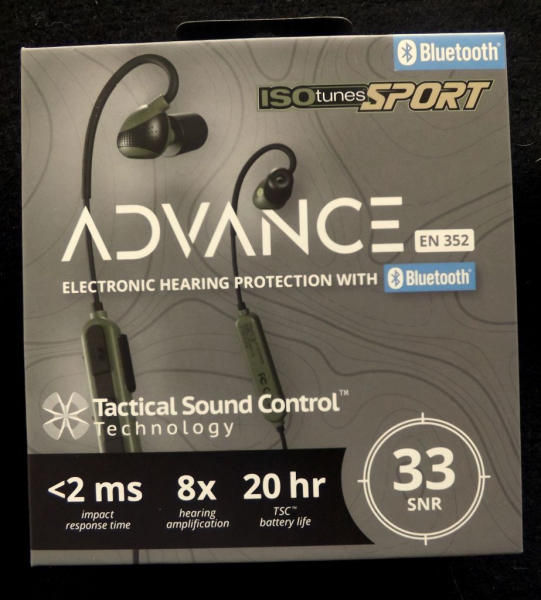 Bluetooth®
ISOtunes SPORT
ADVANCE EN 352
ELECTRONIC HEARING PROTECTION WITH Bluetooth®
Tactical Sound Control™
Technology
<2 ms
impact
response time
8x
hearing
amplification
20 hr
TSC™
battery life
33
SNR